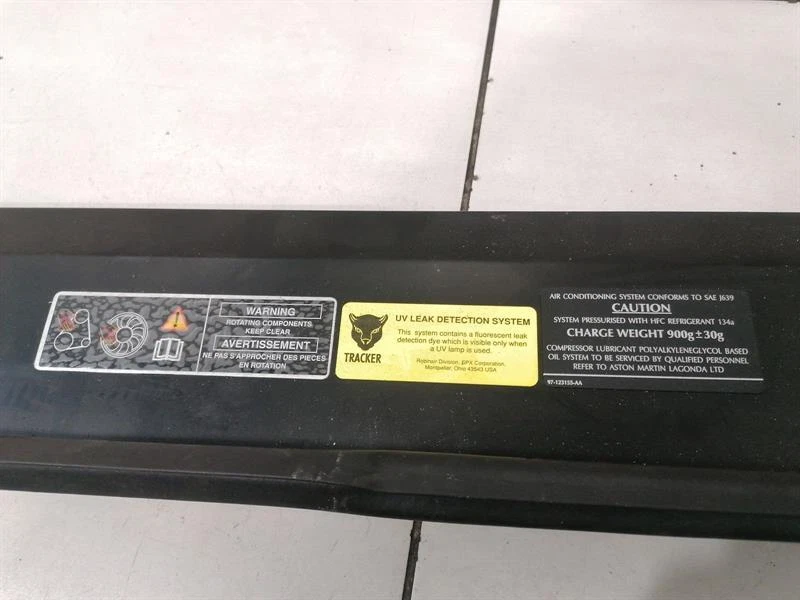 WARNING
ROTATING COMPONENTS
KEEP CLEAR
AVERTISSEMENT
NE PAS S'APPROCHER DES PIECES
EN ROTATION
TRACKER
UV LEAK DETECTION SYSTEM
This system contains a fluorescent leak
detection dye which is visible only when
a UV lamp is used.
Robinair Division, SPX Corporation,
Montpelier, Ohio 43543 USA
AIR CONDITIONING SYSTEM CONFORMS TO SAE J639
CAUTION
SYSTEM PRESSURISED WITH HFC REFRIGERANT 134a
CHARGE WEIGHT 900g±30g
COMPRESSOR LUBRICANT POLYALKYLENEGLYCOL BASED
OIL SYSTEM TO BE SERVICED BY QUALIFIED PERSONNEL
REFER TO ASTON MARTIN LAGONDA LTD
97-123155-AA